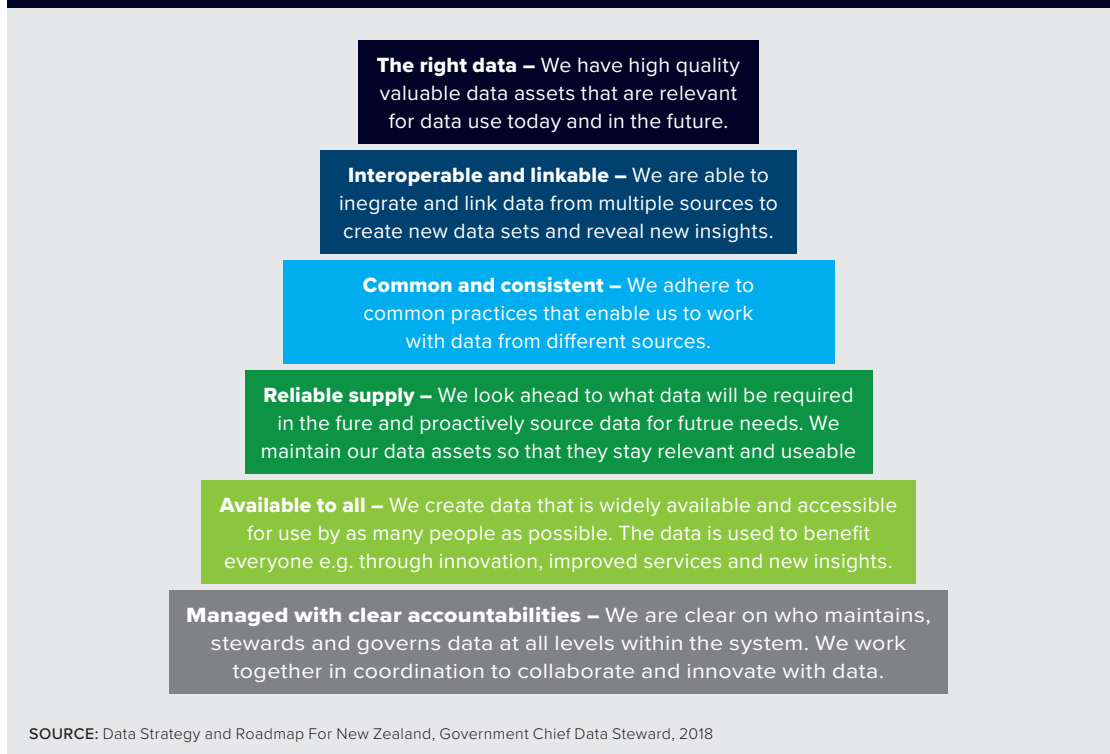 The right data – We have high quality
valuable data assets that are relevant
for data use today and in the future.
Interoperable and linkable – We are able to
inegrate and link data from multiple sources to
create new data sets and reveal new insights.
Common and consistent – We adhere to
common practices that enable us to work
with data from different sources.
Reliable supply – We look ahead to what data will be required
in the fure and proactively source data for futrue needs. We
maintain our data assets so that they stay relevant and useable
Available to all – We create data that is widely available and accessible
for use by as many people as possible. The data is used to benefit
everyone e.g. through innovation, improved services and new insights.
Managed with clear accountabilities – We are clear on who maintains,
stewards and governs data at all levels within the system. We work
together in coordination to collaborate and innovate with data.
SOURCE: Data Strategy and Roadmap For New Zealand, Government Chief Data Steward, 2018